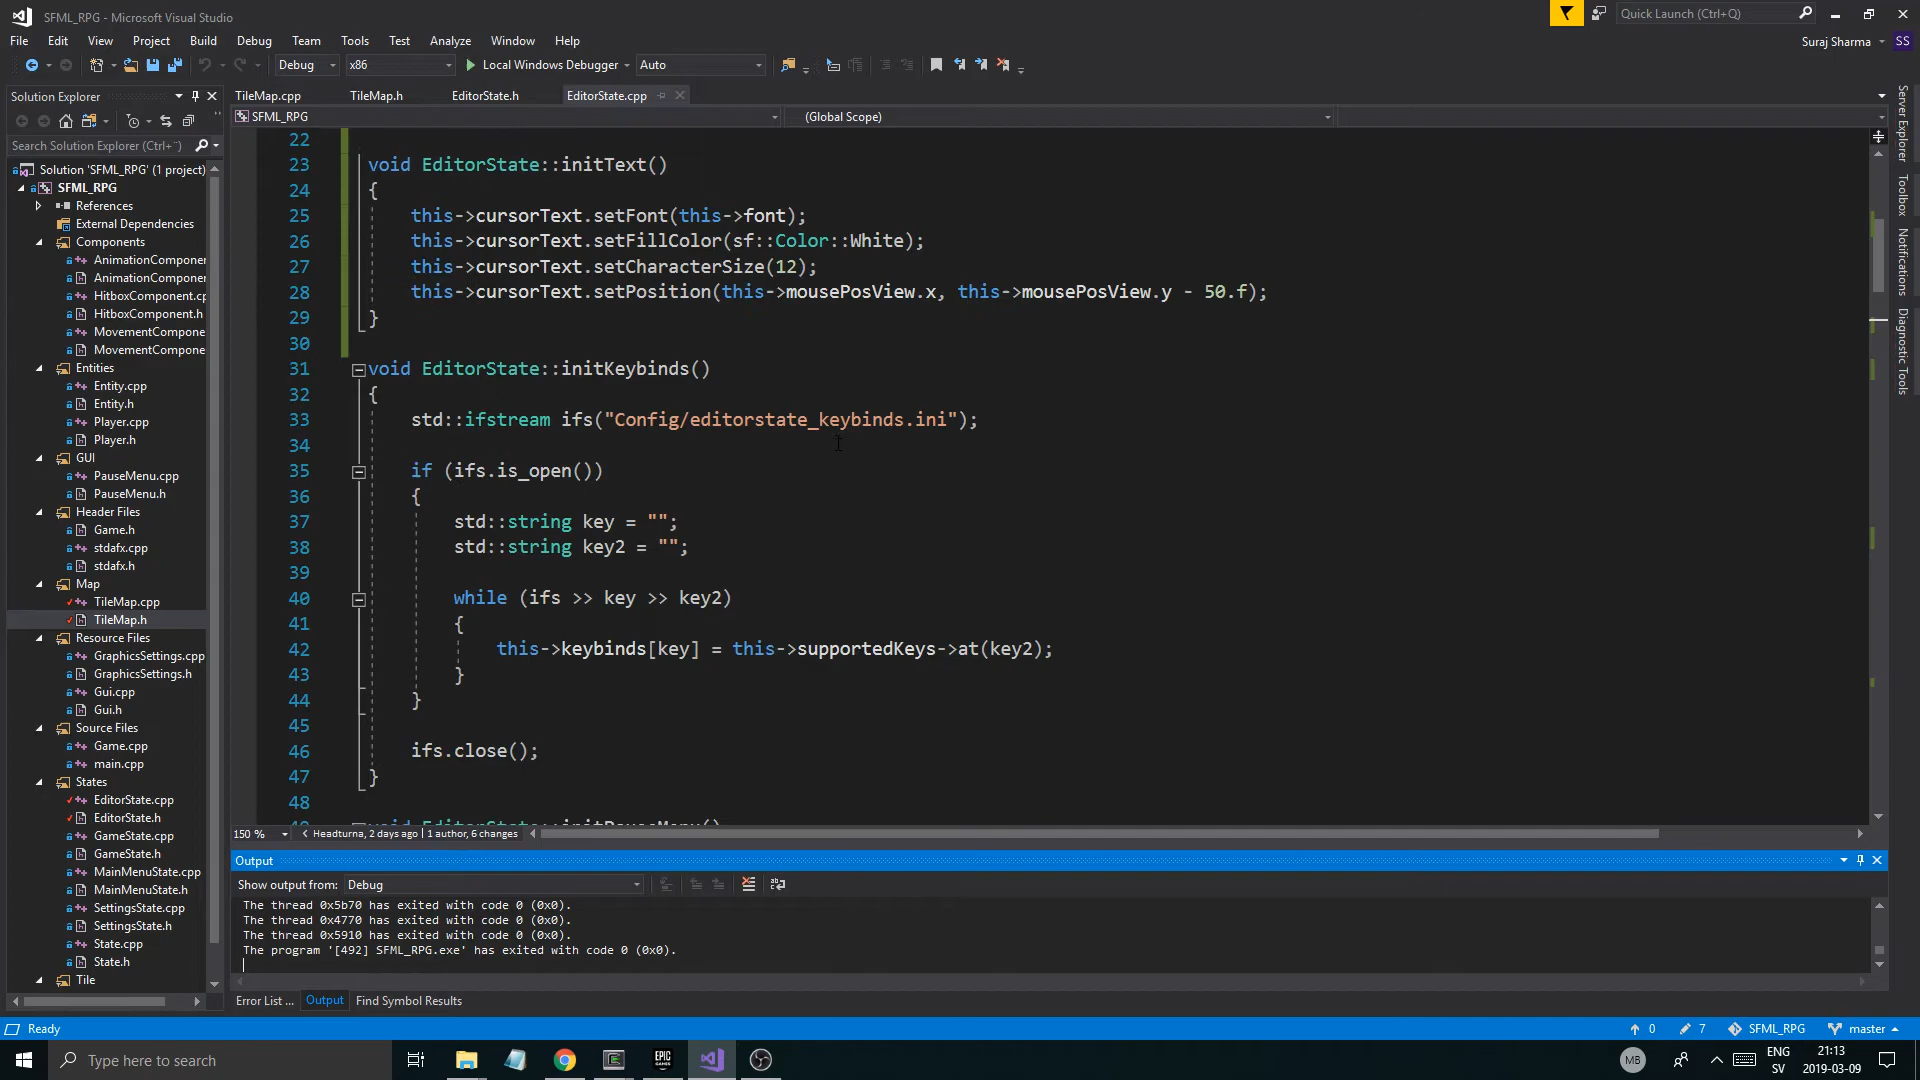 SFML_RPG - Microsoft Visual Studio
Quick Launch (Ctrl+Q)
File Edit View Project Build Debug Team Tools Test Analyze Window Help
Suraj Sharma SS
Debug x86 Local Windows Debugger Auto
Solution Explorer
TileMap.cpp TileMap.h EditorState.h EditorState.cpp
SFML_RPG (Global Scope)
Search Solution Explorer (Ctrl+
Solution 'SFML_RPG' (1 project)
SFML_RPG
References
External Dependencies
Components
AnimationComponer
AnimationComponer
HitboxComponent.cp
HitboxComponent.h
MovementCompone
MovementCompone
Entities
Entity.cpp
Entity.h
Player.cpp
Player.h
GUI
PauseMenu.cpp
PauseMenu.h
Header Files
Game.h
stdafx.cpp
stdafx.h
Map
TileMap.cpp
TileMap.h
Resource Files
GraphicsSettings.cpp
GraphicsSettings.h
Gui.cpp
Gui.h
Source Files
Game.cpp
main.cpp
States
EditorState.cpp
EditorState.h
GameState.cpp
GameState.h
MainMenuState.cpp
MainMenuState.h
SettingsState.cpp
SettingsState.h
State.cpp
State.h
Tile
22
23 void EditorState::initText()
24 {
25 this->cursorText.setFont(this->font);
26 this->cursorText.setFillColor(sf::Color::White);
27 this->cursorText.setCharacterSize(12);
28 this->cursorText.setPosition(this->mousePosView.x, this->mousePosView.y - 50.f);
29 }
30
31 void EditorState::initKeybinds()
32 {
33 std::ifstream ifs("Config/editorstate_keybinds.ini");
34
35 if (ifs.is_open())
36 {
37 std::string key = "";
38 std::string key2 = "";
39
40 while (ifs >> key >> key2)
41 {
42 this->keybinds[key] = this->supportedKeys->at(key2);
43 }
44 }
45
46 ifs.close();
47 }
48
void EditorState::initPauseMenu()
150 % Headturna, 2 days ago | 1 author, 6 changes
Output
Show output from: Debug
The thread 0x5b70 has exited with code 0 (0x0).
The thread 0x4770 has exited with code 0 (0x0).
The thread 0x5910 has exited with code 0 (0x0).
The program '[492] SFML_RPG.exe' has exited with code 0 (0x0).
Error List ... Output Find Symbol Results
Server Explorer
Toolbox
Notifications
Diagnostic Tools
Ready 0 7 SFML_RPG master
Type here to search
EPIC GAMES
MB
ENG
SV
21:13
2019-03-09